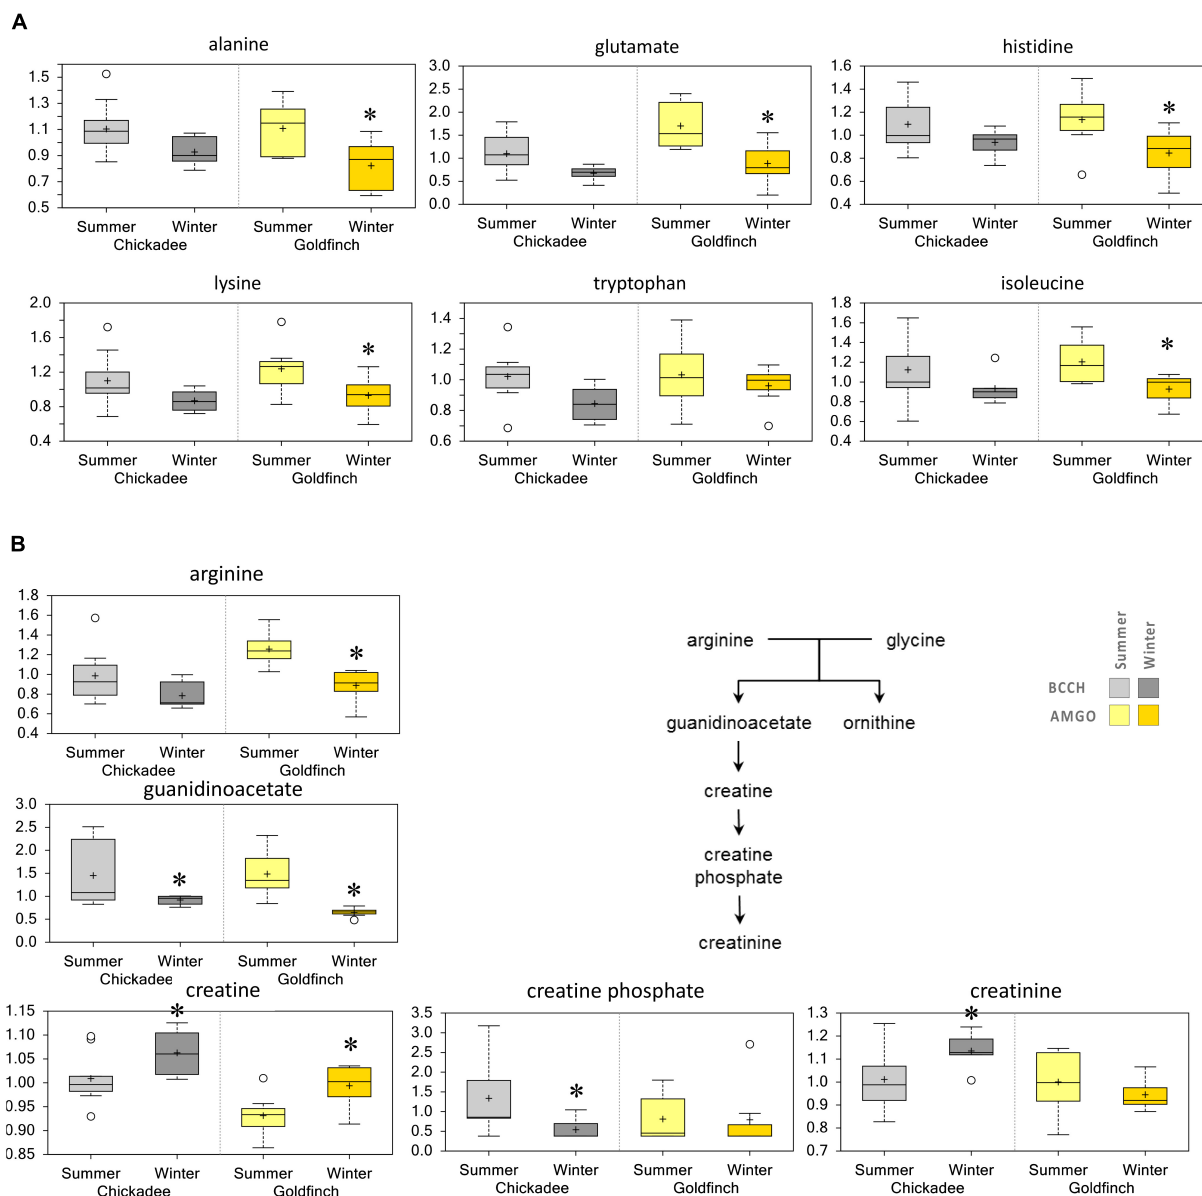 A
alanine
1.5
1.3
1.1
0.9
0.7
0.5
*
Summer Winter Summer Winter
Chickadee Goldfinch
glutamate
3.0
2.5
2.0
1.5
1.0
0.5
0.0
*
Summer Winter Summer Winter
Chickadee Goldfinch
histidine
1.6
1.4
1.2
1.0
0.8
0.6
0.4
*
Summer Winter Summer Winter
Chickadee Goldfinch
lysine
2.0
1.6
1.2
0.8
0.4
*
Summer Winter Summer Winter
Chickadee Goldfinch
tryptophan
1.4
1.2
1.0
0.8
0.6
Summer Winter Summer Winter
Chickadee Goldfinch
isoleucine
1.8
1.6
1.4
1.2
1.0
0.8
0.6
0.4
*
Summer Winter Summer Winter
Chickadee Goldfinch
B
arginine
1.8
1.6
1.4
1.2
1.0
0.8
0.6
0.4
*
Summer Winter Summer Winter
Chickadee Goldfinch
guanidinoacetate
3.0
2.5
2.0
1.5
1.0
0.5
0.0
* *
Summer Winter Summer Winter
Chickadee Goldfinch
arginine glycine
guanidinoacetate ornithine
creatine
creatine
phosphate
creatinine
Summer Winter
BCCH
AMGO
creatine
1.15
1.10
1.05
1.00
0.95
0.90
0.85
* *
Summer Winter Summer Winter
Chickadee Goldfinch
creatine phosphate
3.5
3.0
2.5
2.0
1.5
1.0
0.5
0.0
*
Summer Winter Summer Winter
Chickadee Goldfinch
creatinine
1.3
1.2
1.1
1.0
0.9
0.8
0.7
*
Summer Winter Summer Winter
Chickadee Goldfinch